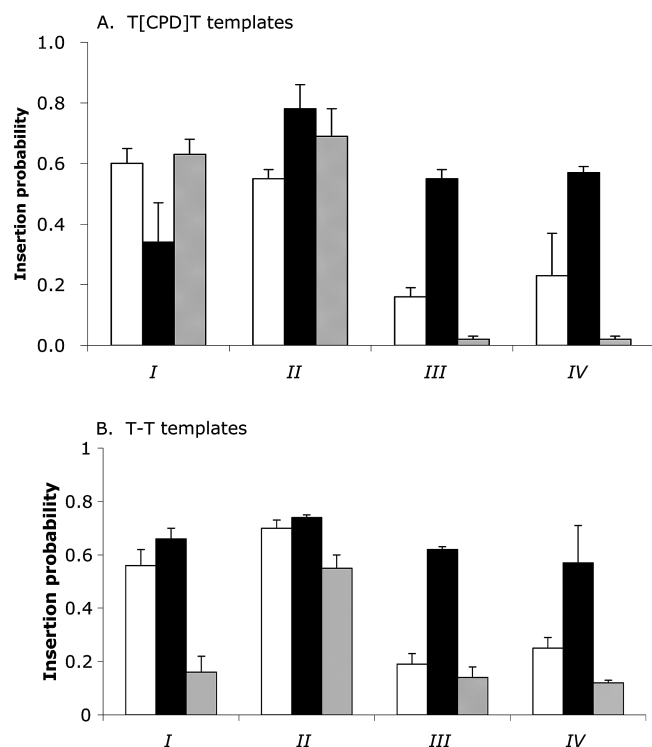 A. T[CPD]T templates
Insertion probability
1.0
0.8
0.6
0.4
0.2
0.0
I II III IV
B. T-T templates
Insertion probability
1
0.8
0.6
0.4
0.2
0
I II III IV